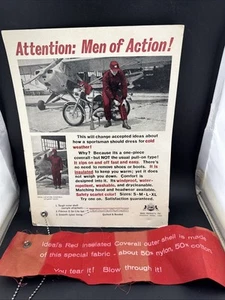 Attention: Men of Action!
This will change accepted ideas about
how a sportsman should dress for cold
weather!
Why? Because its a one-piece
coverall - but NOT the usual pull-on type!
It zips on and off fast and easy. There's
no need to remove shoes or boots. It is
insulated to keep you warm; yet it does
not weigh you down. Comfort is
designed into it. Its windproof, water-
repellent, washable, and drycleanable.
Matching hood and headwear available.
Safety scarlet color! Sizes: S-M-L-XL
Try one on. Satisfaction guaranteed.
Ideal's Red insulated Coverall outer shell is made
of this special fabric - about 50% nylon, 50% cotton.
You tear it! Blow through it!